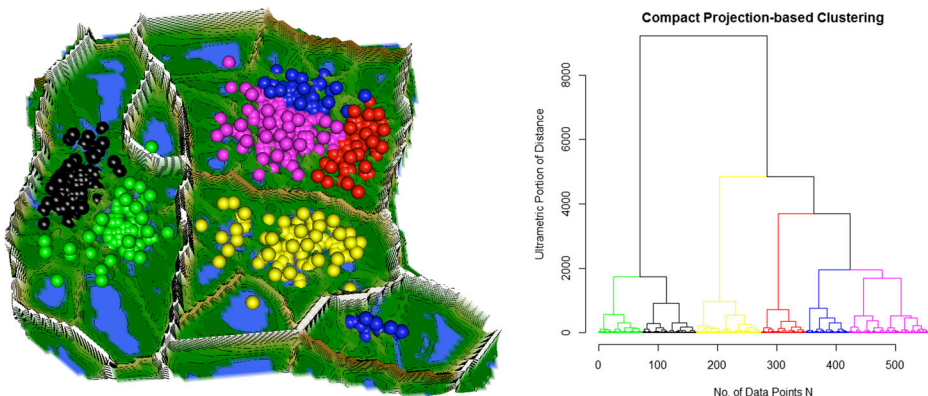 Compact Projection-based Clustering
Ultrametric Portion of Distance
8000
6000
4000
2000
0
0 100 200 300 400 500
No. of Data Points N